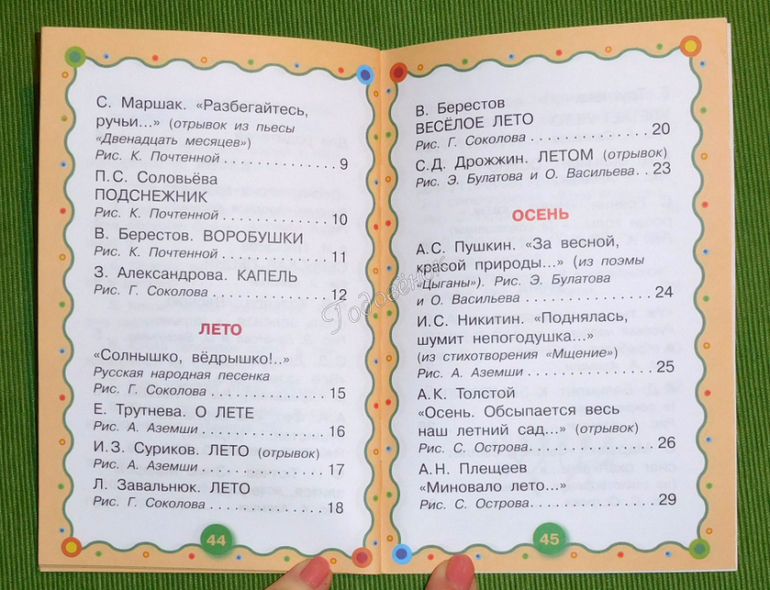 С. Маршак. «Разбегайтесь,
ручьи...» (отрывок из пьесы
«Двенадцать месяцев»)
Рис. К. Почтенной . . . . . . . . . . . . . . 9
П.С. Соловьёва
ПОДСНЕЖНИК
Рис. К. Почтенной . . . . . . . . . . . . . 10
В. Берестов. ВОРОБУШКИ
Рис. К. Почтенной . . . . . . . . . . . . . 11
З. Александрова. КАПЕЛЬ
Рис. Г. Соколова . . . . . . . . . . . . . . 12
ЛЕТО
«Солнышко, вёдрышко!..»
Русская народная песенка
Рис. Г. Соколова . . . . . . . . . . . . . . 15
Е. Трутнева. О ЛЕТЕ
Рис. А. Аземши . . . . . . . . . . . . . . . 16
И.З. Суриков. ЛЕТО (отрывок)
Рис. А. Аземши . . . . . . . . . . . . . . . 17
Л. Завальнюк. ЛЕТО
Рис. Г. Соколова . . . . . . . . . . . . . . 18
44
В. Берестов
ВЕСЁЛОЕ ЛЕТО
Рис. Г. Соколова . . . . . . . . . . . . . . 20
С.Д. Дрожжин. ЛЕТОМ (отрывок)
Рис. Э. Булатова и О. Васильева. . 23
ОСЕНЬ
А.С. Пушкин. «За весной,
красой природы...» (из поэмы
«Цыганы»). Рис. Э. Булатова
и О. Васильева . . . . . . . . . . . . . . . 24
И.С. Никитин. «Поднялась,
шумит непогодушка...»
(из стихотворения «Мщение»)
Рис. А. Аземши . . . . . . . . . . . . . . . 25
А.К. Толстой
«Осень. Обсыпается весь
наш летний сад...» (отрывок)
Рис. С. Острова . . . . . . . . . . . . . . . 26
А.Н. Плещеев
«Миновало лето...»
Рис. С. Острова . . . . . . . . . . . . . . . 29
45
Годовёнок